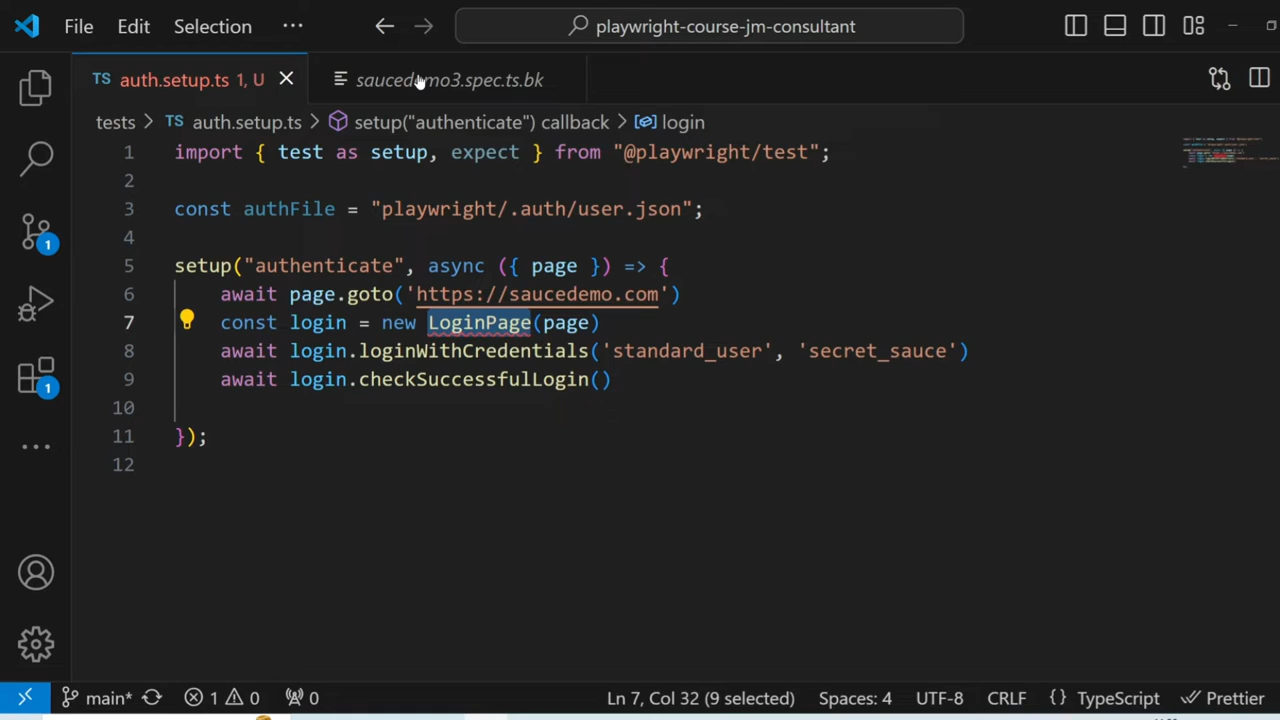 File Edit Selection ··· playwright-course-jm-consultant
TS auth.setup.ts 1, U saucedemo3.spec.ts.bk
tests > TS auth.setup.ts > setup("authenticate") callback > login
1 import { test as setup, expect } from "@playwright/test";
2
3 const authFile = "playwright/.auth/user.json";
4
5 setup("authenticate", async ({ page }) => {
6 await page.goto('https://saucedemo.com')
7 const login = new LoginPage(page)
8 await login.loginWithCredentials('standard_user', 'secret_sauce')
9 await login.checkSuccessfulLogin()
10
11 });
12
1
1
main* 1 0 0 Ln 7, Col 32 (9 selected) Spaces: 4 UTF-8 CRLF {} TypeScript Prettier